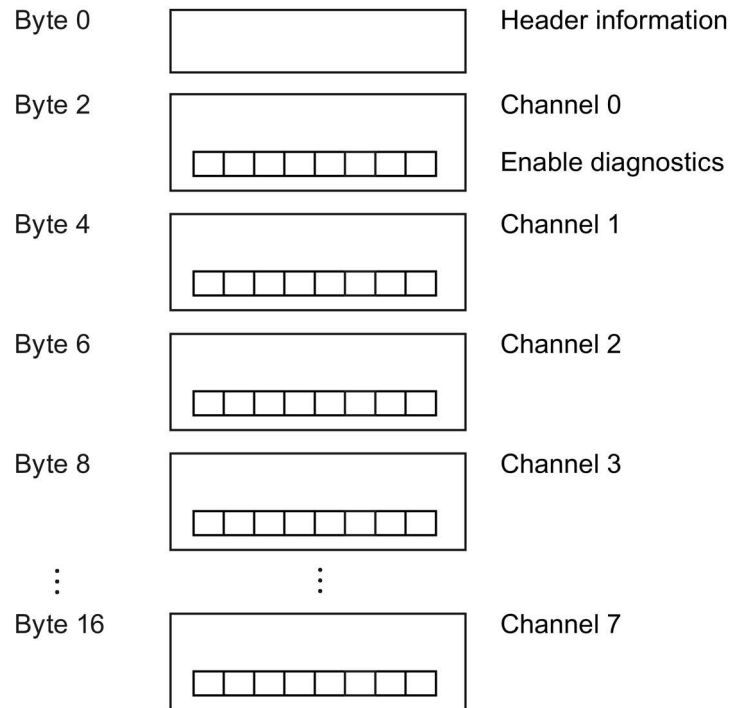 Byte 0 Header information
Byte 2 Channel 0
Enable diagnostics
Byte 4 Channel 1
Byte 6 Channel 2
Byte 8 Channel 3
⋮ ⋮
Byte 16 Channel 7